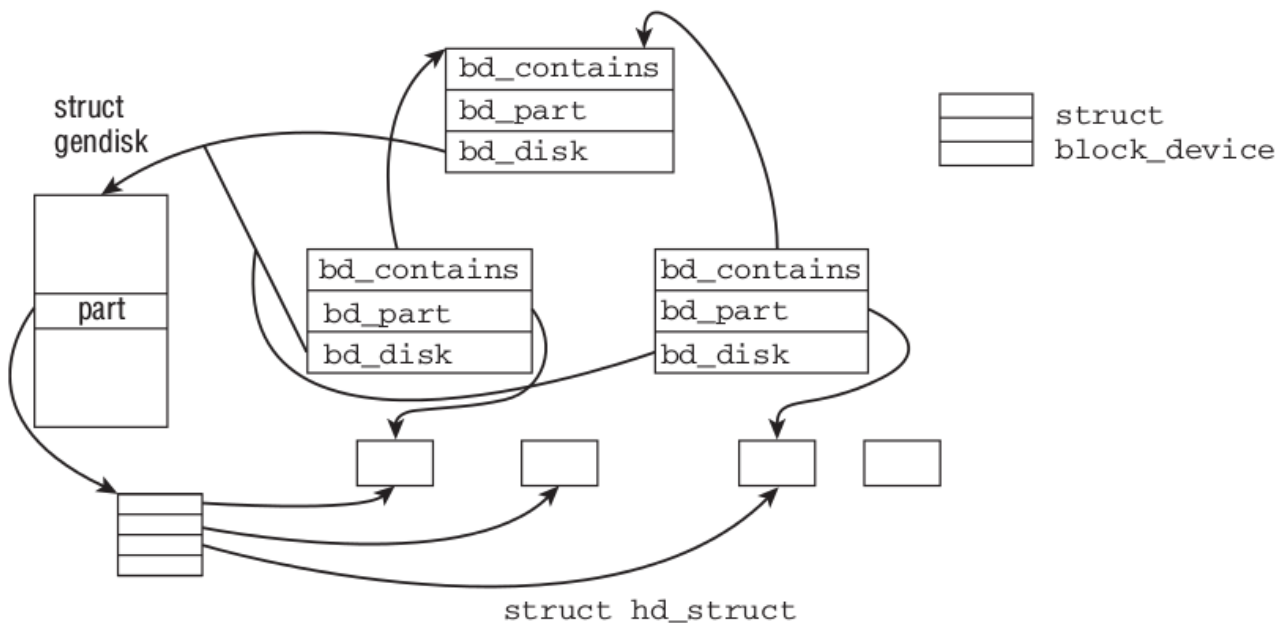 bd_contains
bd_part
bd_disk
struct
gendisk
struct
block_device
part
bd_contains
bd_part
bd_disk
bd_contains
bd_part
bd_disk
struct hd_struct